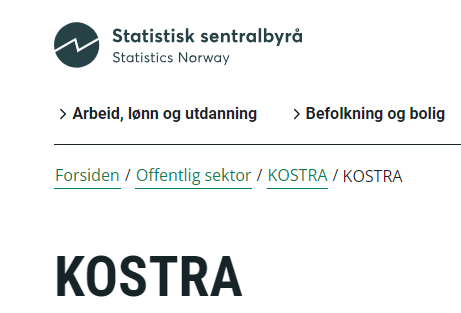 Statistisk sentralbyrå
Statistics Norway
Arbeid, lønn og utdanning Befolkning og bolig
Forsiden / Offentlig sektor / KOSTRA / KOSTRA
KOSTRA